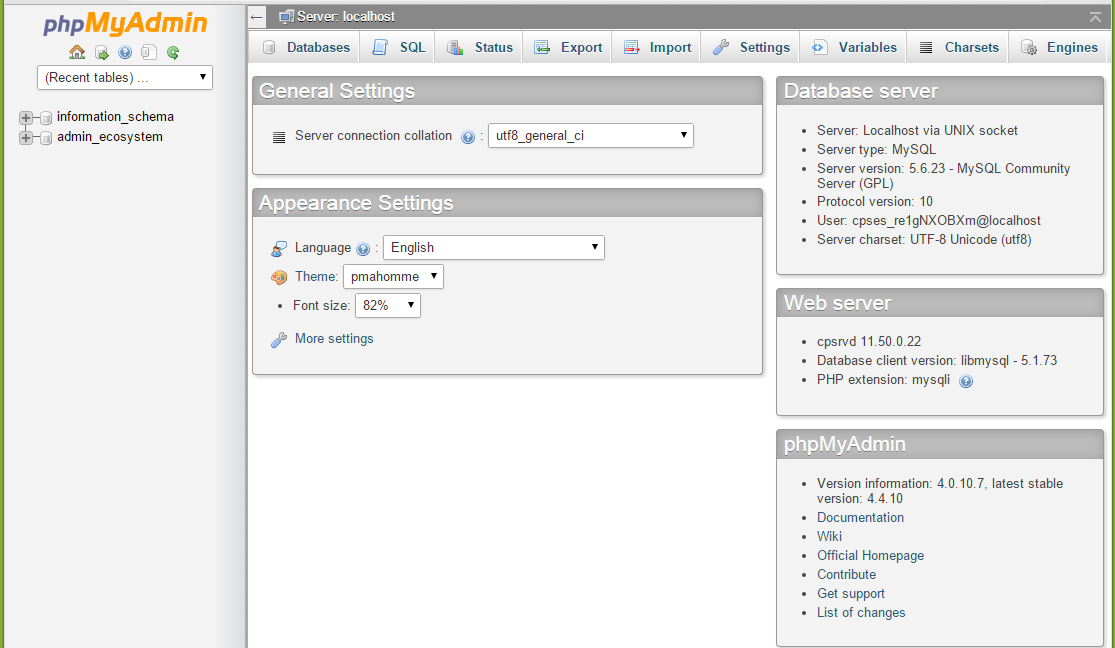 phpMyAdmin
(Recent tables) ...
information_schema
admin_ecosystem
Server: localhost
Databases SQL Status Export Import Settings Variables Charsets Engines
General Settings
Server connection collation : utf8_general_ci
Appearance Settings
Language : English
Theme: pmahomme
Font size: 82%
More settings
Database server
Server: Localhost via UNIX socket
Server type: MySQL
Server version: 5.6.23 - MySQL Community
Server (GPL)
Protocol version: 10
User: cpses_re1gNXOBXm@localhost
Server charset: UTF-8 Unicode (utf8)
Web server
cpsrvd 11.50.0.22
Database client version: libmysql - 5.1.73
PHP extension: mysqli
phpMyAdmin
Version information: 4.0.10.7, latest stable
version: 4.4.10
Documentation
Wiki
Official Homepage
Contribute
Get support
List of changes